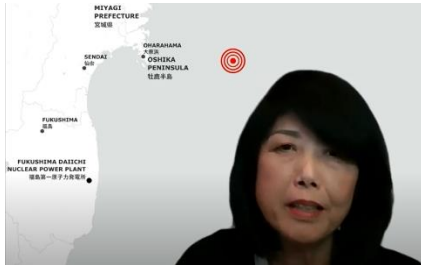 MIYAGI
PREFECTURE
宮城県
SENDAI
仙台
OHARAHAMA
大原浜
OSHIKA
PENINSULA
牡鹿半島
FUKUSHIMA
福島
FUKUSHIMA DAIICHI
NUCLEAR POWER PLANT
福島第一原子力発電所